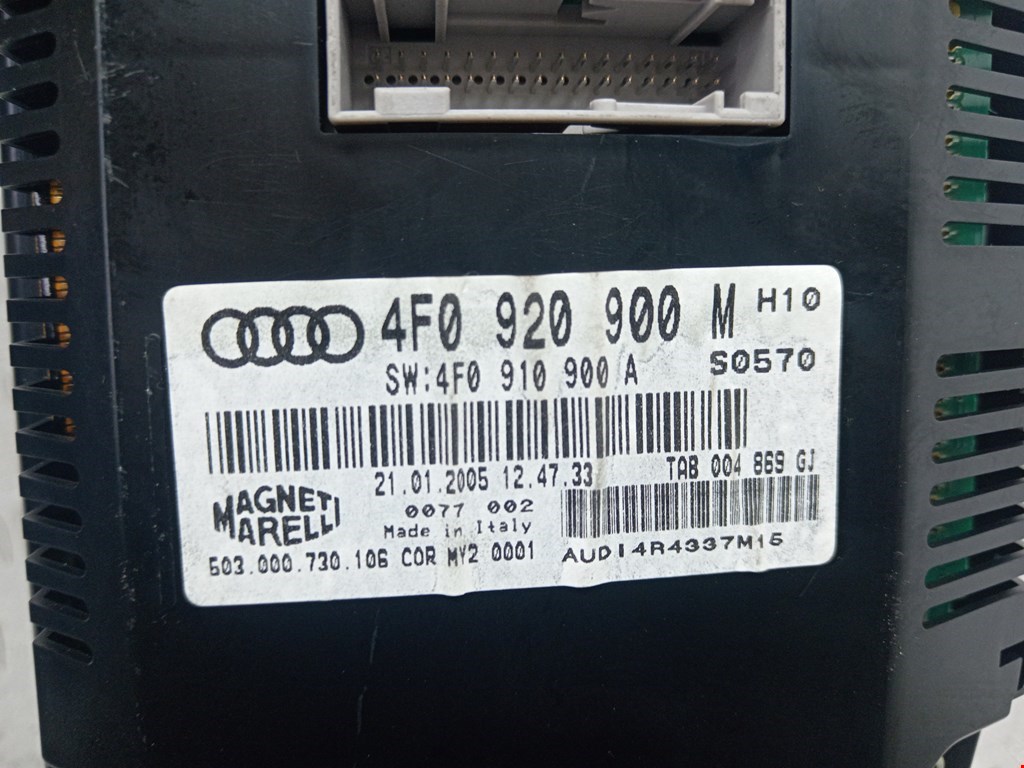 4F0 920 900 M H10
SW:4F0 910 900 A S0570
21.01.2005 12.47.33 TAB 004 869 GJ
MAGNETI
MARELLI
0077 002
Made in Italy
503.000.730.106 COR MY2 0001
AUDI4R4337M15